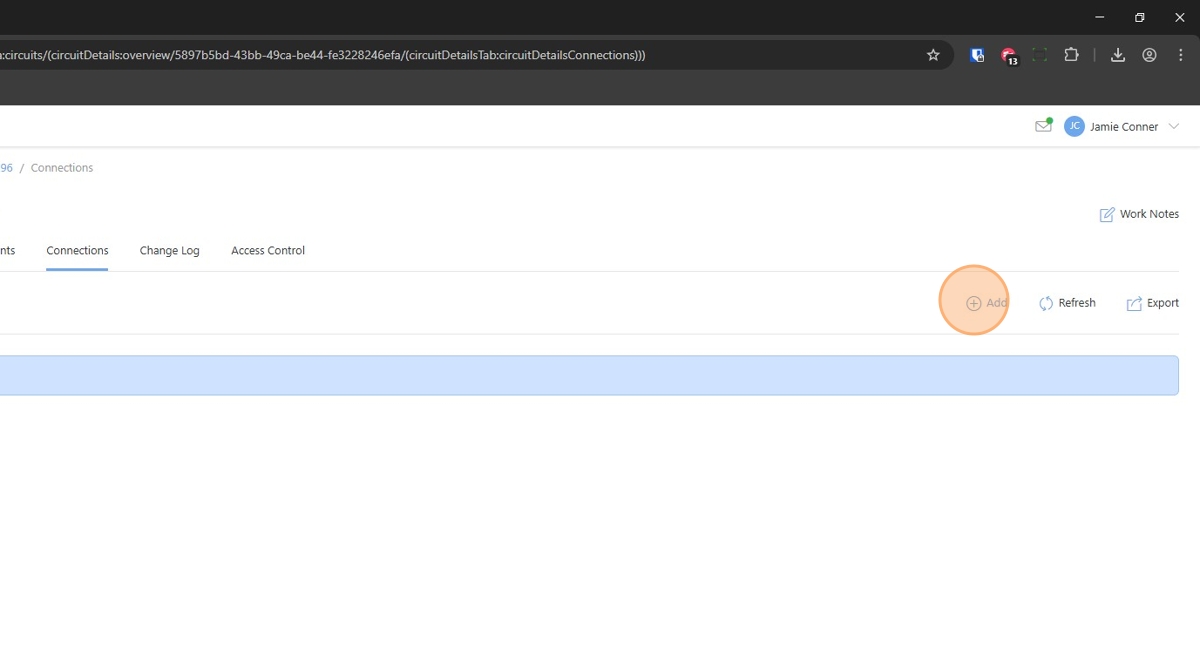 a:circuits/(circuitDetails:overview/5897b5bd-43bb-49ca-be44-fe3228246efa/(circuitDetailsTab:circuitDetailsConnections)))
13
JC Jamie Conner
96 / Connections
Work Notes
nts Connections Change Log Access Control
Add Refresh Export